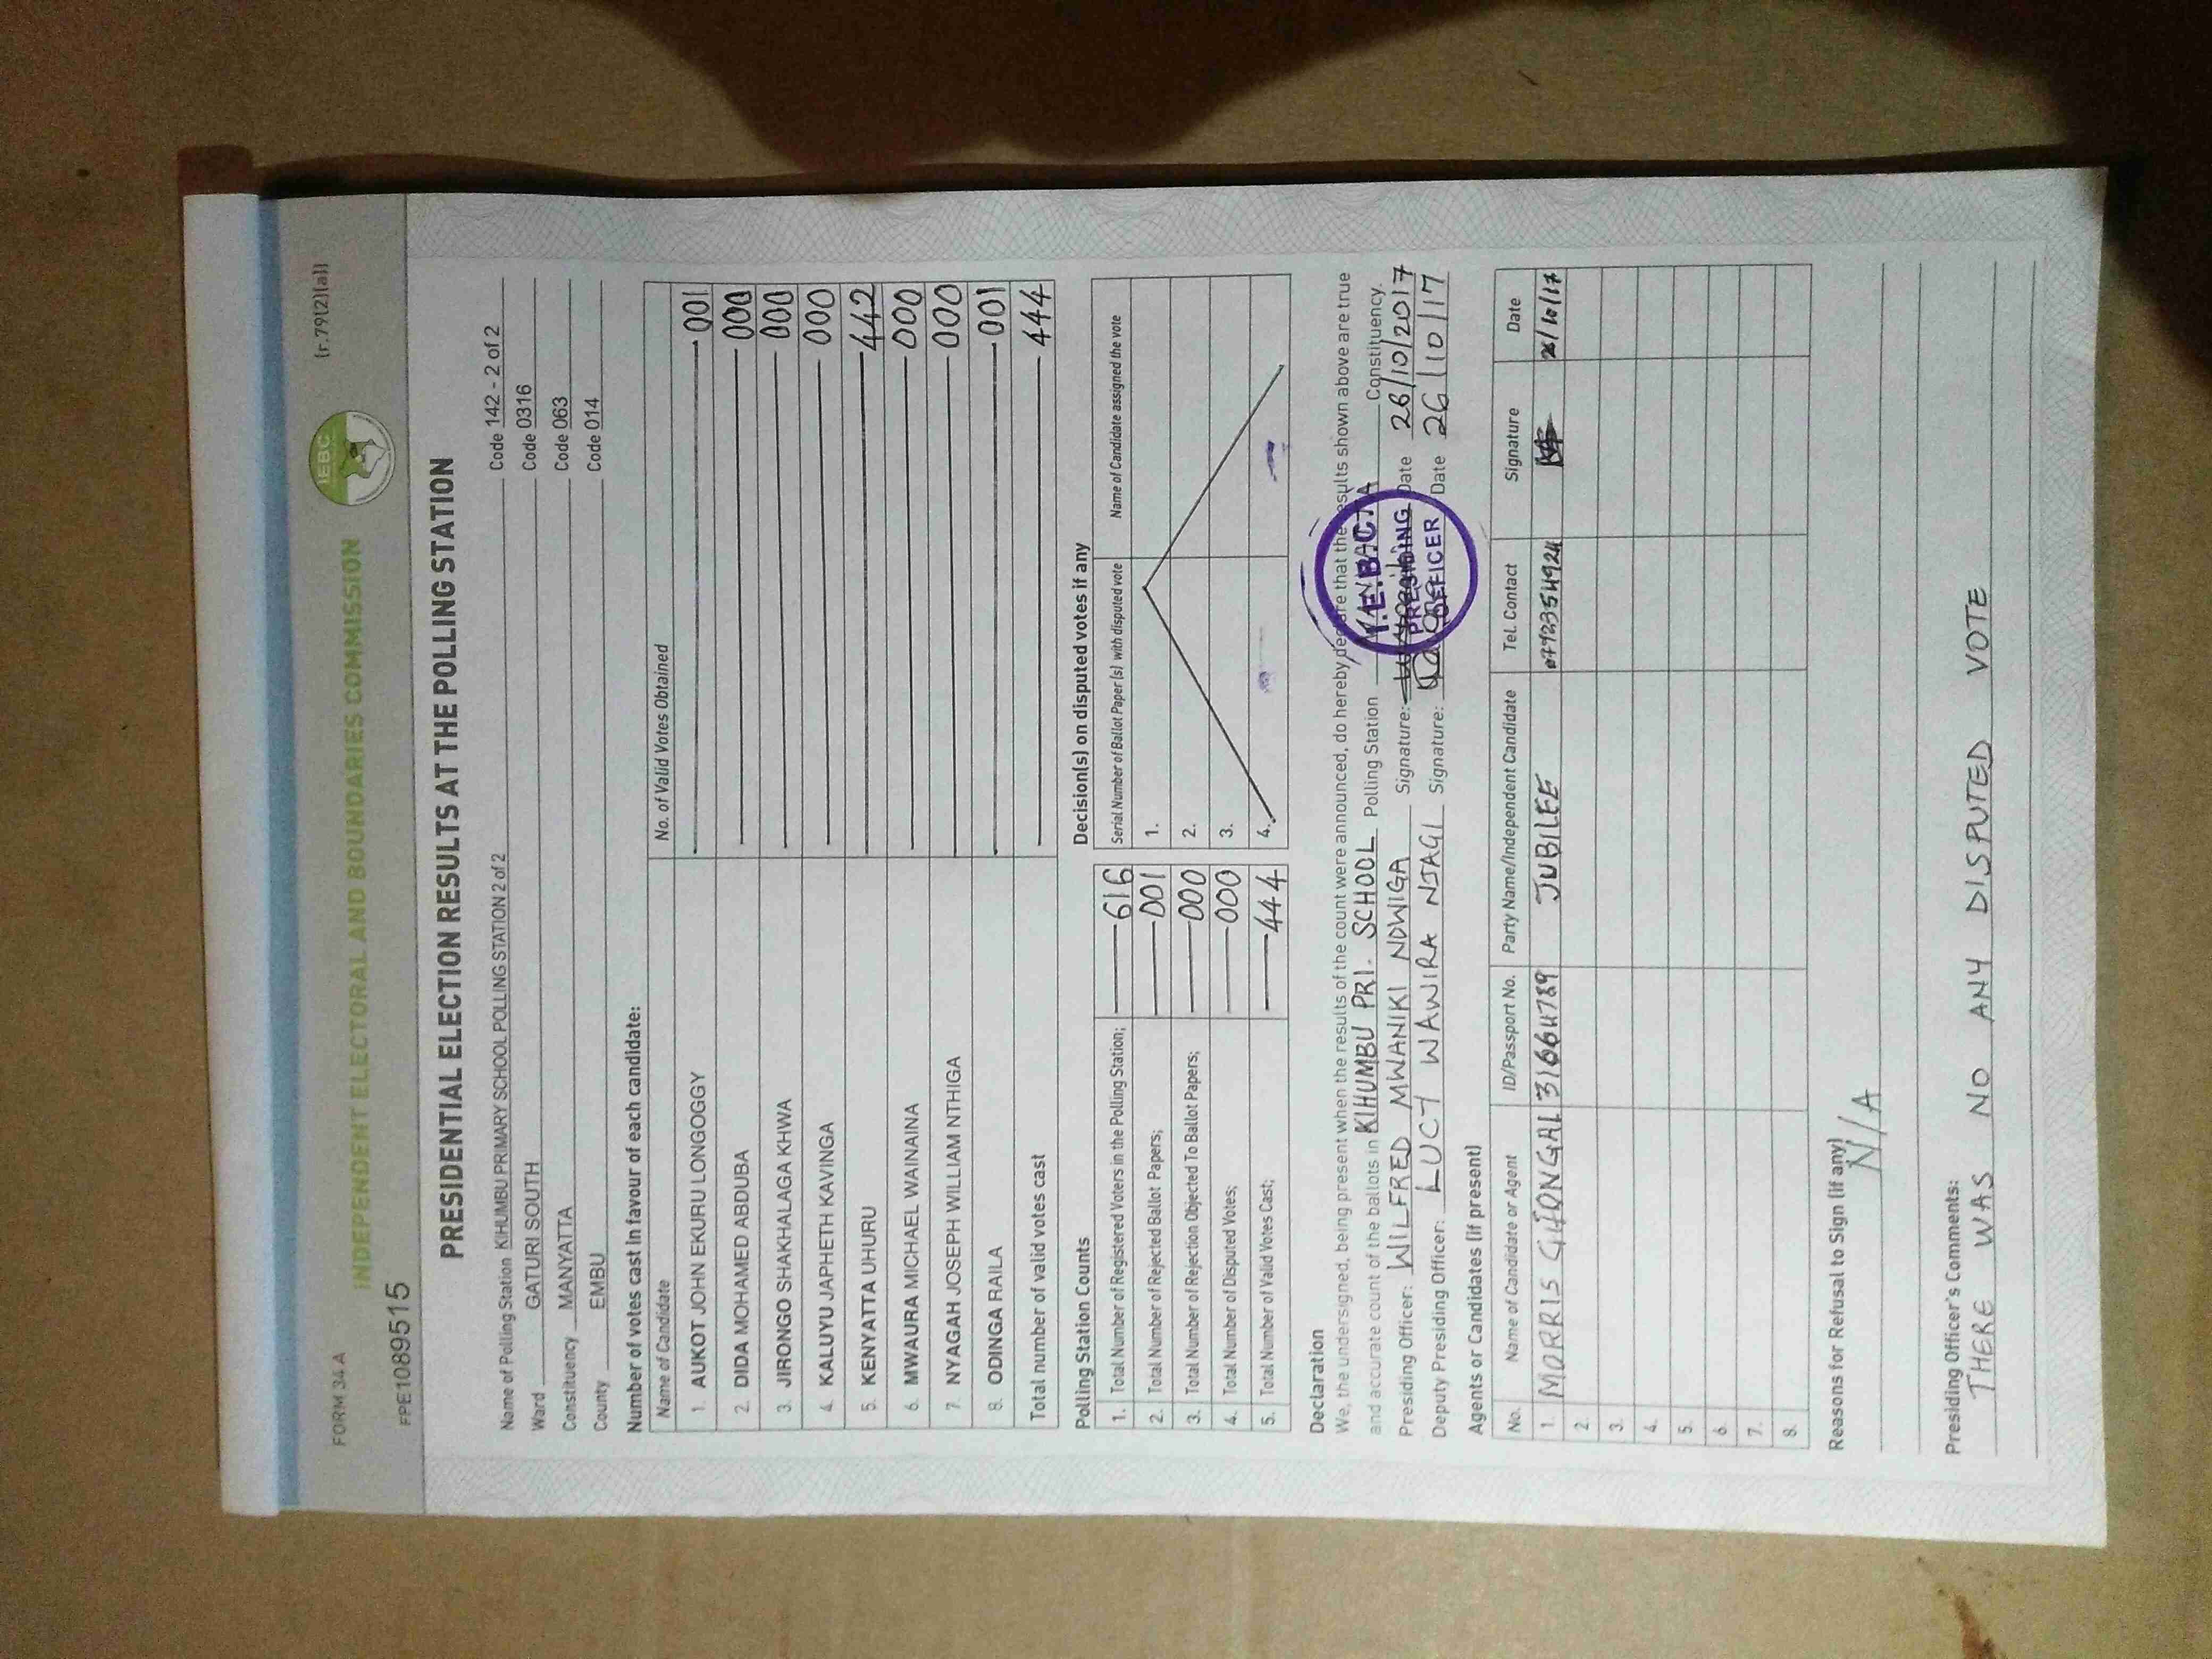 FORM 34 A
(r.79(2)(a))
INDEPENDENT ELECTORAL AND BOUNDARIES COMMISSION
IEBC
FPE1089515
PRESIDENTIAL ELECTION RESULTS AT THE POLLING STATION
Name of Polling Station KIHUMBU PRIMARY SCHOOL POLLING STATION 2 of 2 Code 142 - 2 of 2
Ward GATURI SOUTH Code 0316
Constituency MANYATTA Code 063
County EMBU Code 014
Number of votes cast in favour of each candidate:
Name of Candidate No. of Valid Votes Obtained
1. AUKOT JOHN EKURU LONGOGGY 001
2. DIDA MOHAMED ABDUBA 000
3. JIRONGO SHAKHALAGA KHWA 000
4. KALUYU JAPHETH KAVINGA 000
5. KENYATTA UHURU 442
6. MWAURA MICHAEL WAINAINA 000
7. NYAGAH JOSEPH WILLIAM NTHIGA 000
8. ODINGA RAILA 001
Total number of valid votes cast 444
Polling Station Counts
1. Total Number of Registered Voters in the Polling Station; 616
2. Total Number of Rejected Ballot Papers; 001
3. Total Number of Rejection Objected To Ballot Papers; 000
4. Total Number of Disputed Votes; 000
5. Total Number of Valid Votes Cast; 444
Decision(s) on disputed votes if any
Serial Number of Ballot Paper (s) with disputed vote Name of Candidate assigned the vote
1.
2.
3.
4.
Declaration
We, the undersigned, being present when the results of the count were announced, do hereby declare that the results shown above are true
and accurate count of the ballots in KIHUMBU PRI. SCHOOL Polling Station MANYATTA Constituency.
Presiding Officer: WILFRED MWANIKI NDWIGA Signature: Date 26/10/2017
Deputy Presiding Officer: LUCY WAWIRA NJAGI Signature: Date 26/10/17
I.E.B.C.
PRESIDING
OFFICER
Agents or Candidates (if present)
No. Name of Candidate or Agent ID/Passport No. Party Name/Independent Candidate Tel. Contact Signature Date
1. MORRIS 31664789 JUBILEE 26/10/17
2.
3.
4.
5.
6.
7.
8.
Reasons for Refusal to Sign (if any)
N/A
Presiding Officer's Comments:
THERE WAS NO ANY DISPUTED VOTE